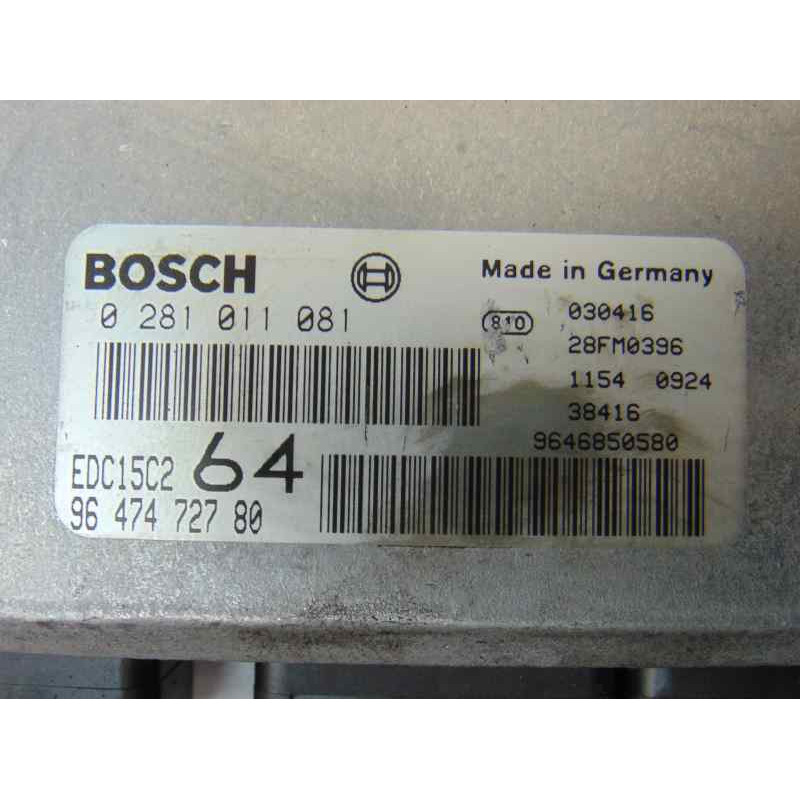 BOSCH
Made in Germany
0 281 011 081
810
030416
28FM0396
1154 0924
38416
9646850580
EDC15C2 64
96 474 727 80